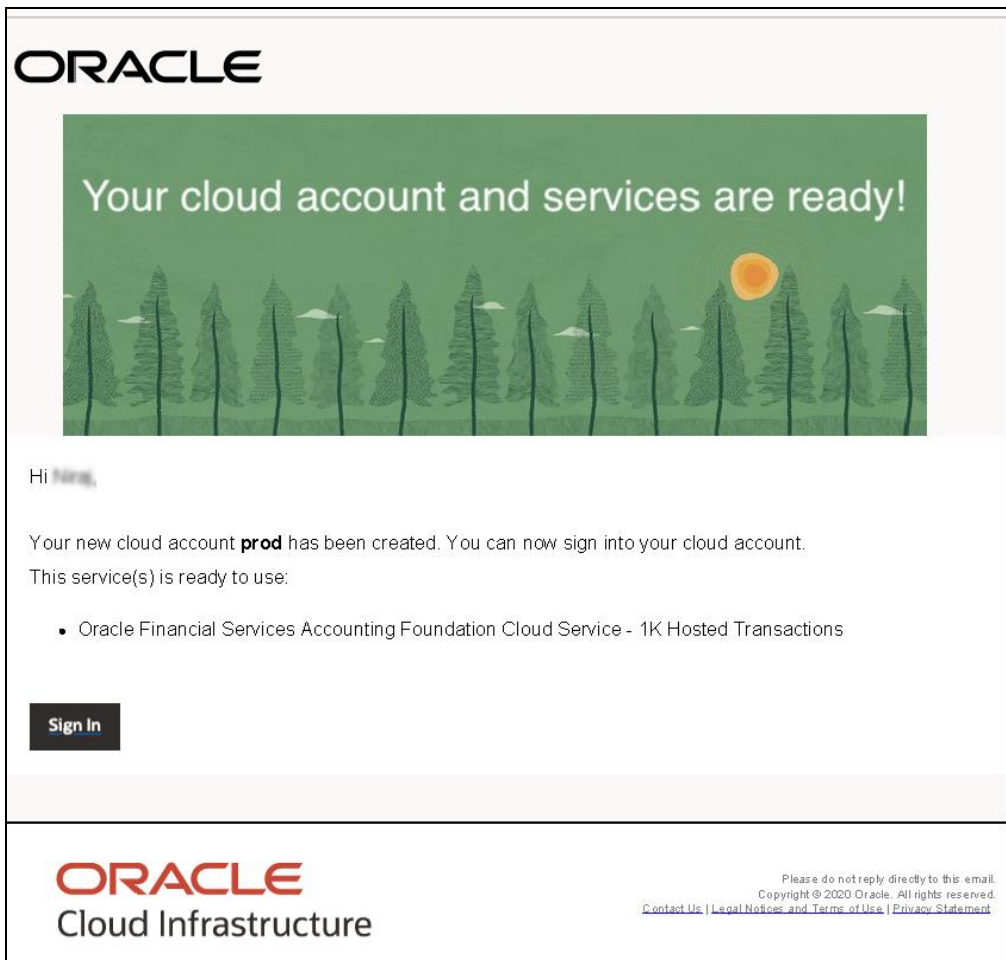 ORACLE
Your cloud account and services are ready!
Hi
Your new cloud account prod has been created. You can now sign into your cloud account.
This service(s) is ready to use:
• Oracle Financial Services Accounting Foundation Cloud Service - 1K Hosted Transactions
Sign In
ORACLE
Cloud Infrastructure
Please do not reply directly to this email.
Copyright © 2020 Oracle. All rights reserved.
Contact Us | Legal Notices and Terms of Use | Privacy Statement